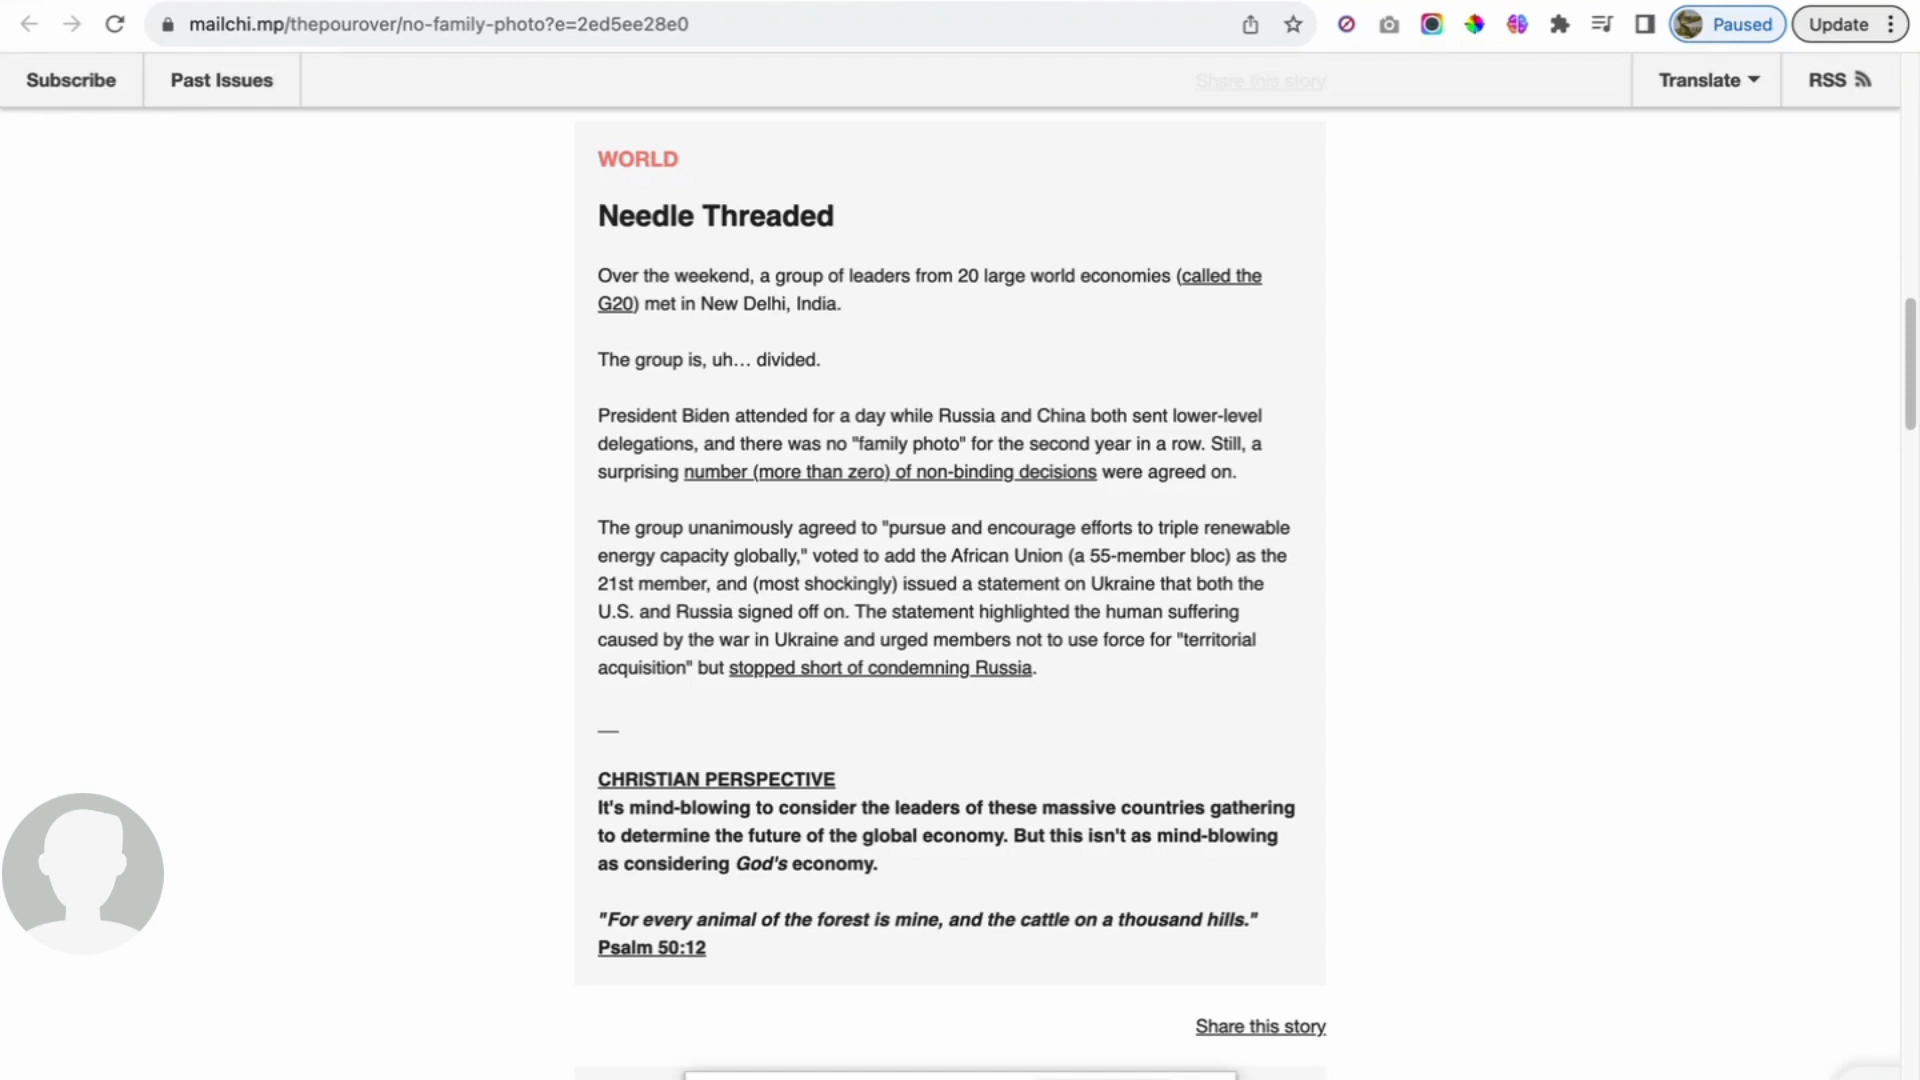 mailchi.mp/thepourover/no-family-photo?e=2ed5ee28e0
Paused
Update
Subscribe
Past Issues
Share this story
Translate
RSS
WORLD
Needle Threaded
Over the weekend, a group of leaders from 20 large world economies (called the
G20) met in New Delhi, India.
The group is, uh… divided.
President Biden attended for a day while Russia and China both sent lower-level
delegations, and there was no "family photo" for the second year in a row. Still, a
surprising number (more than zero) of non-binding decisions were agreed on.
The group unanimously agreed to "pursue and encourage efforts to triple renewable
energy capacity globally," voted to add the African Union (a 55-member bloc) as the
21st member, and (most shockingly) issued a statement on Ukraine that both the
U.S. and Russia signed off on. The statement highlighted the human suffering
caused by the war in Ukraine and urged members not to use force for "territorial
acquisition" but stopped short of condemning Russia.
—
CHRISTIAN PERSPECTIVE
It's mind-blowing to consider the leaders of these massive countries gathering
to determine the future of the global economy. But this isn't as mind-blowing
as considering God's economy.
"For every animal of the forest is mine, and the cattle on a thousand hills."
Psalm 50:12
Share this story